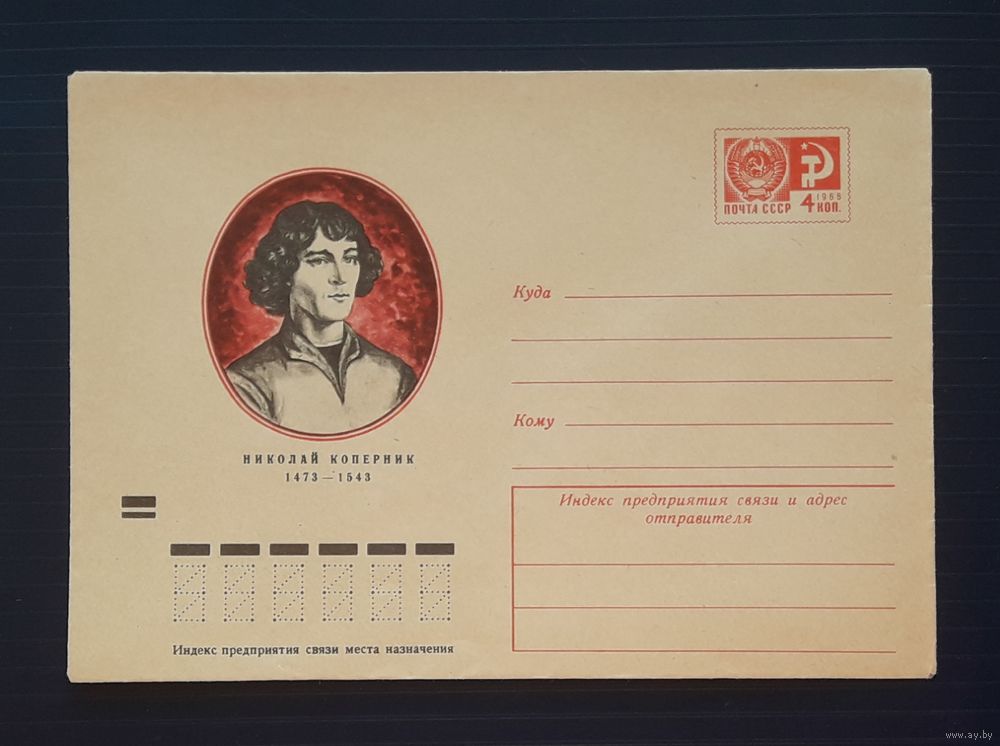 ПОЧТА СССР
1966
4 КОП.
Куда
Кому
НИКОЛАЙ КОПЕРНИК
1473 — 1543
Индекс предприятия связи и адрес
отправителя
Индекс предприятия связи места назначения
www.ay.by